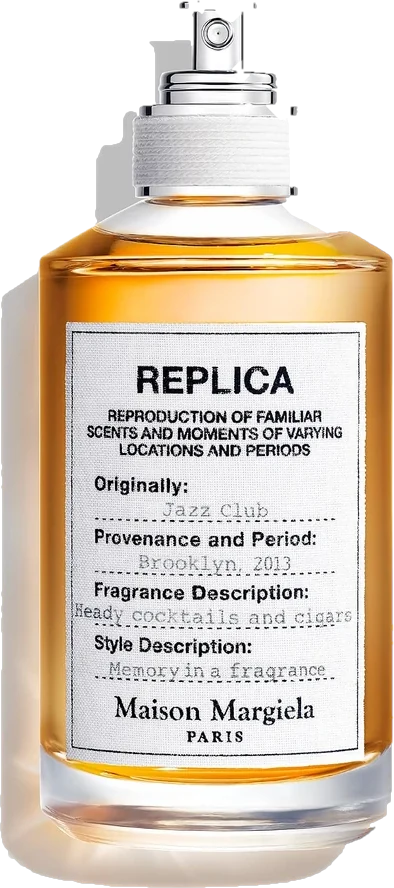 REPLICA
REPRODUCTION OF FAMILIAR
SCENTS AND MOMENTS OF VARYING
LOCATIONS AND PERIODS
Originally:
Jazz Club
Provenance and Period:
Brooklyn, 2013
Fragrance Description:
Heady cocktails and cigars
Style Description:
Memory in a fragrance
Maison Margiela
PARIS